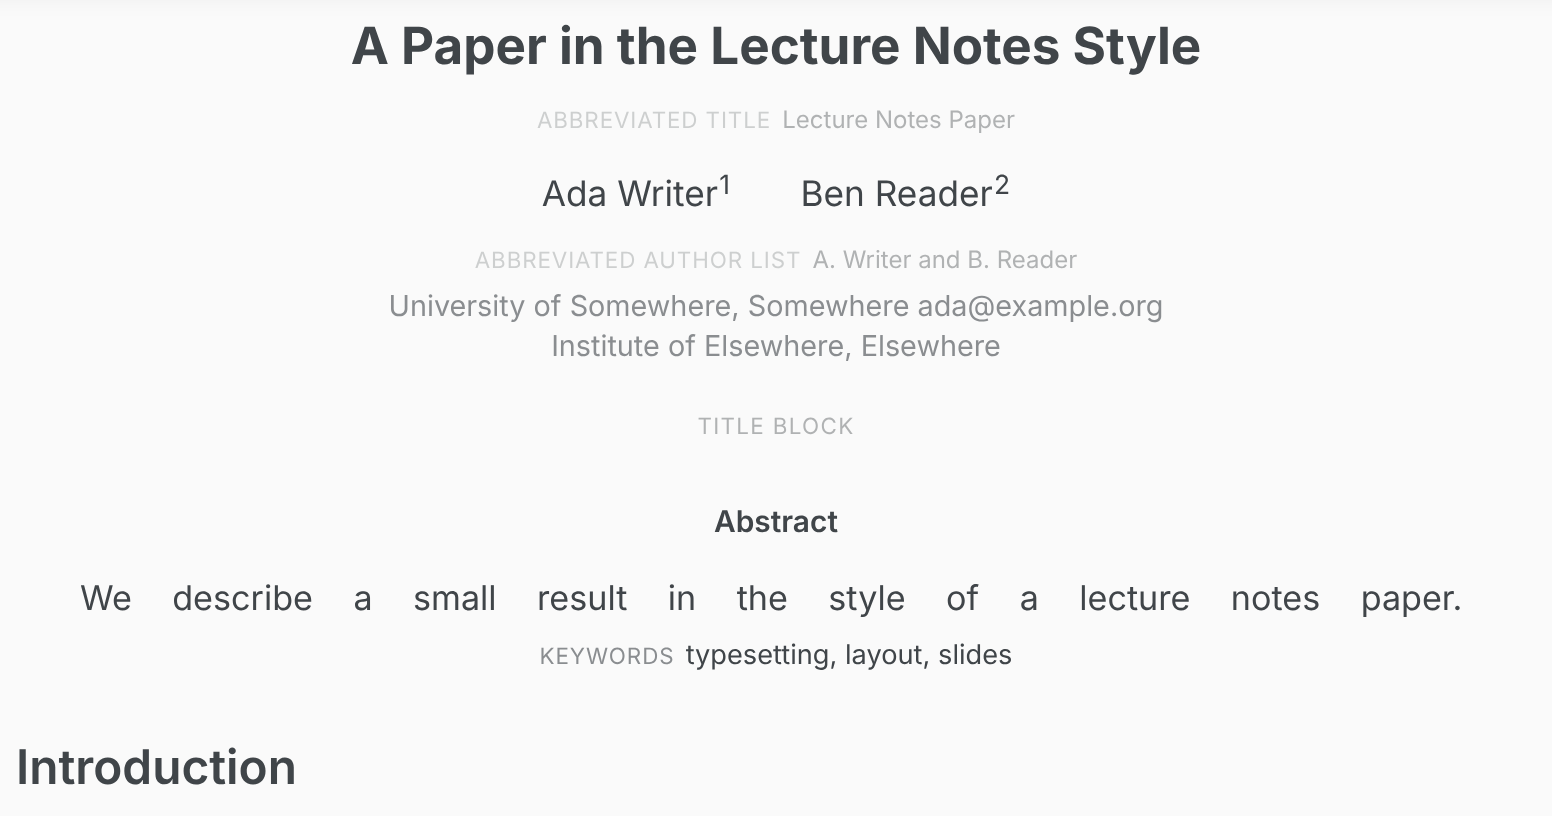 A Paper in the Lecture Notes Style
ABBREVIATED TITLE Lecture Notes Paper
Ada Writer¹ Ben Reader²
ABBREVIATED AUTHOR LIST A. Writer and B. Reader
University of Somewhere, Somewhere ada@example.org
Institute of Elsewhere, Elsewhere
TITLE BLOCK
Abstract
We describe a small result in the style of a lecture notes paper.
KEYWORDS typesetting, layout, slides
Introduction